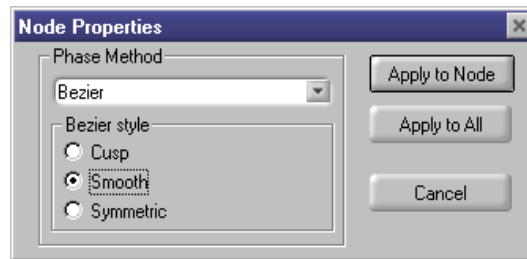 Node Properties
Phase Method
Bezier
Bezier style
Cusp
Smooth
Symmetric
Apply to Node
Apply to All
Cancel